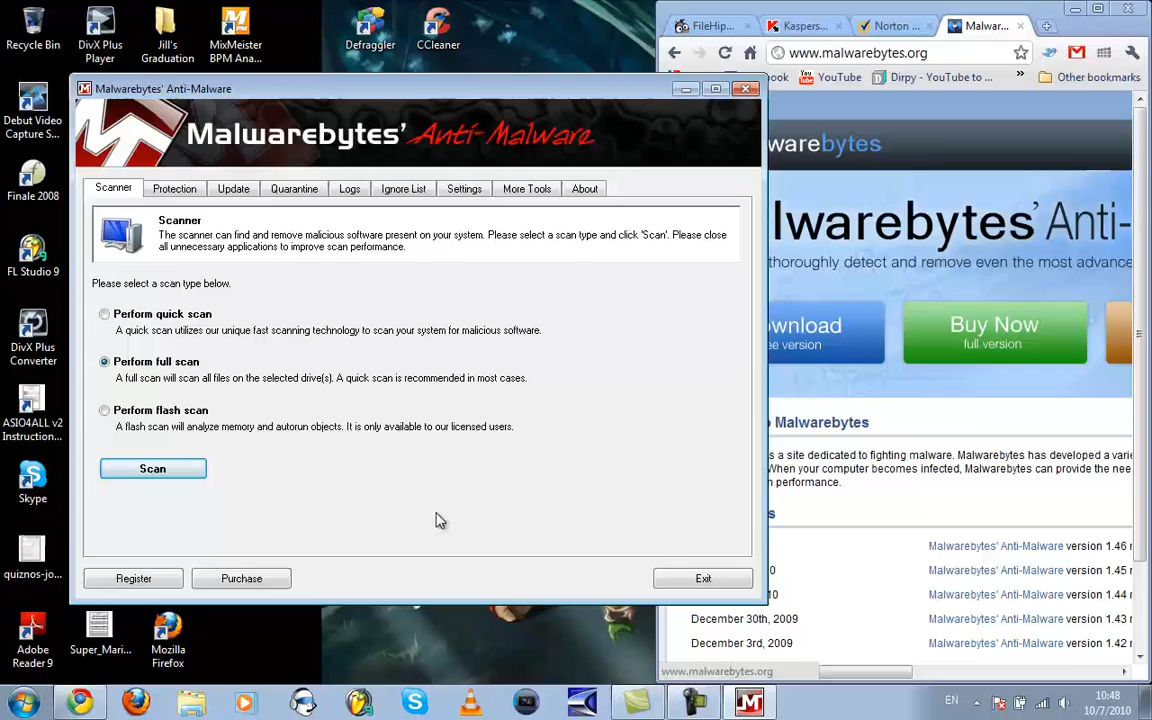 Recycle Bin
DivX Plus
Player
Jill's
Graduation
MixMeister
BPM Ana...
Defraggler
CCleaner
Debut Video
Capture S...
Finale 2008
FL Studio 9
DivX Plus
Converter
ASIO4ALL v2
Instruction...
Skype
quiznos-jo...
Adobe
Reader 9
Super_Mari...
Mozilla
Firefox
Malwarebytes' Anti-Malware
Malwarebytes' Anti-Malware
Scanner
Protection
Update
Quarantine
Logs
Ignore List
Settings
More Tools
About
Scanner
The scanner can find and remove malicious software present on your system. Please select a scan type and click 'Scan'. Please close
all unnecessary applications to improve scan performance.
Please select a scan type below.
Perform quick scan
A quick scan utilizes our unique fast scanning technology to scan your system for malicious software.
Perform full scan
A full scan will scan all files on the selected drive(s). A quick scan is recommended in most cases.
Perform flash scan
A flash scan will analyze memory and autorun objects. It is only available to our licensed users.
Scan
Register
Purchase
Exit
FileHip...
Kaspers...
Norton
Malwar...
www.malwarebytes.org
ook
YouTube
Dirpy - YouTube to ...
»
Other bookmarks
warebytes
lwarebytes' Anti-
thoroughly detect and remove even the most advance
wnload
ee version
Buy Now
full version
Malwarebytes
is a site dedicated to fighting malware. Malwarebytes has developed a varie
When your computer becomes infected, Malwarebytes can provide the nee
n performance.
s
Malwarebytes' Anti-Malware version 1.46 r
0 Malwarebytes' Anti-Malware version 1.45 r
10 Malwarebytes' Anti-Malware version 1.44 r
December 30th, 2009 Malwarebytes' Anti-Malware version 1.43 r
December 3rd, 2009 Malwarebytes' Anti-Malware version 1.42 r
www.malwarebytes.org
EN
10:48
10/7/2010